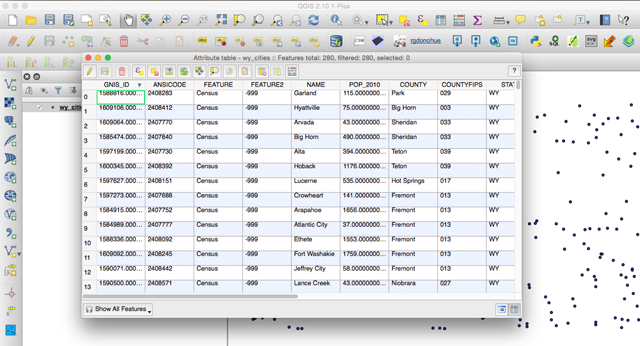 QGIS 2.10.1-Pisa
rgdonohue
Attribute table - wy_cities :: Features total: 280, filtered: 280, selected: 0
GNIS_ID ANSICODE FEATURE FEATURE2 NAME POP_2010 COUNTY COUNTYFIPS STAT
0 1588816.000... 2408283 Census -999 Garland 115.0000000... Park 029 WY
1 1609106.000... 2408412 Census -999 Hyattville 75.00000000... Big Horn 003 WY
2 1609064.000... 2407770 Census -999 Arvada 43.00000000... Sheridan 033 WY
3 1585474.000... 2407840 Census -999 Big Horn 490.0000000... Sheridan 033 WY
4 1597199.000... 2407730 Census -999 Alta 394.0000000... Teton 039 WY
5 1600345.000... 2408392 Census -999 Hoback 1176.000000... Teton 039 WY
6 1597627.000... 2408151 Census -999 Lucerne 535.0000000... Hot Springs 017 WY
7 1597273.000... 2407688 Census -999 Crowheart 141.0000000... Fremont 013 WY
8 1584915.000... 2407752 Census -999 Arapahoe 1656.000000... Fremont 013 WY
9 1584989.000... 2407777 Census -999 Atlantic City 37.00000000... Fremont 013 WY
10 1588336.000... 2408092 Census -999 Ethete 1553.000000... Fremont 013 WY
11 1609092.000... 2408245 Census -999 Fort Washakie 1759.000000... Fremont 013 WY
12 1590071.000... 2408442 Census -999 Jeffrey City 58.00000000... Fremont 013 WY
13 1590500.000... 2408571 Census -999 Lance Creek 43.00000000... Niobrara 027 WY
wy_citi
Show All Features